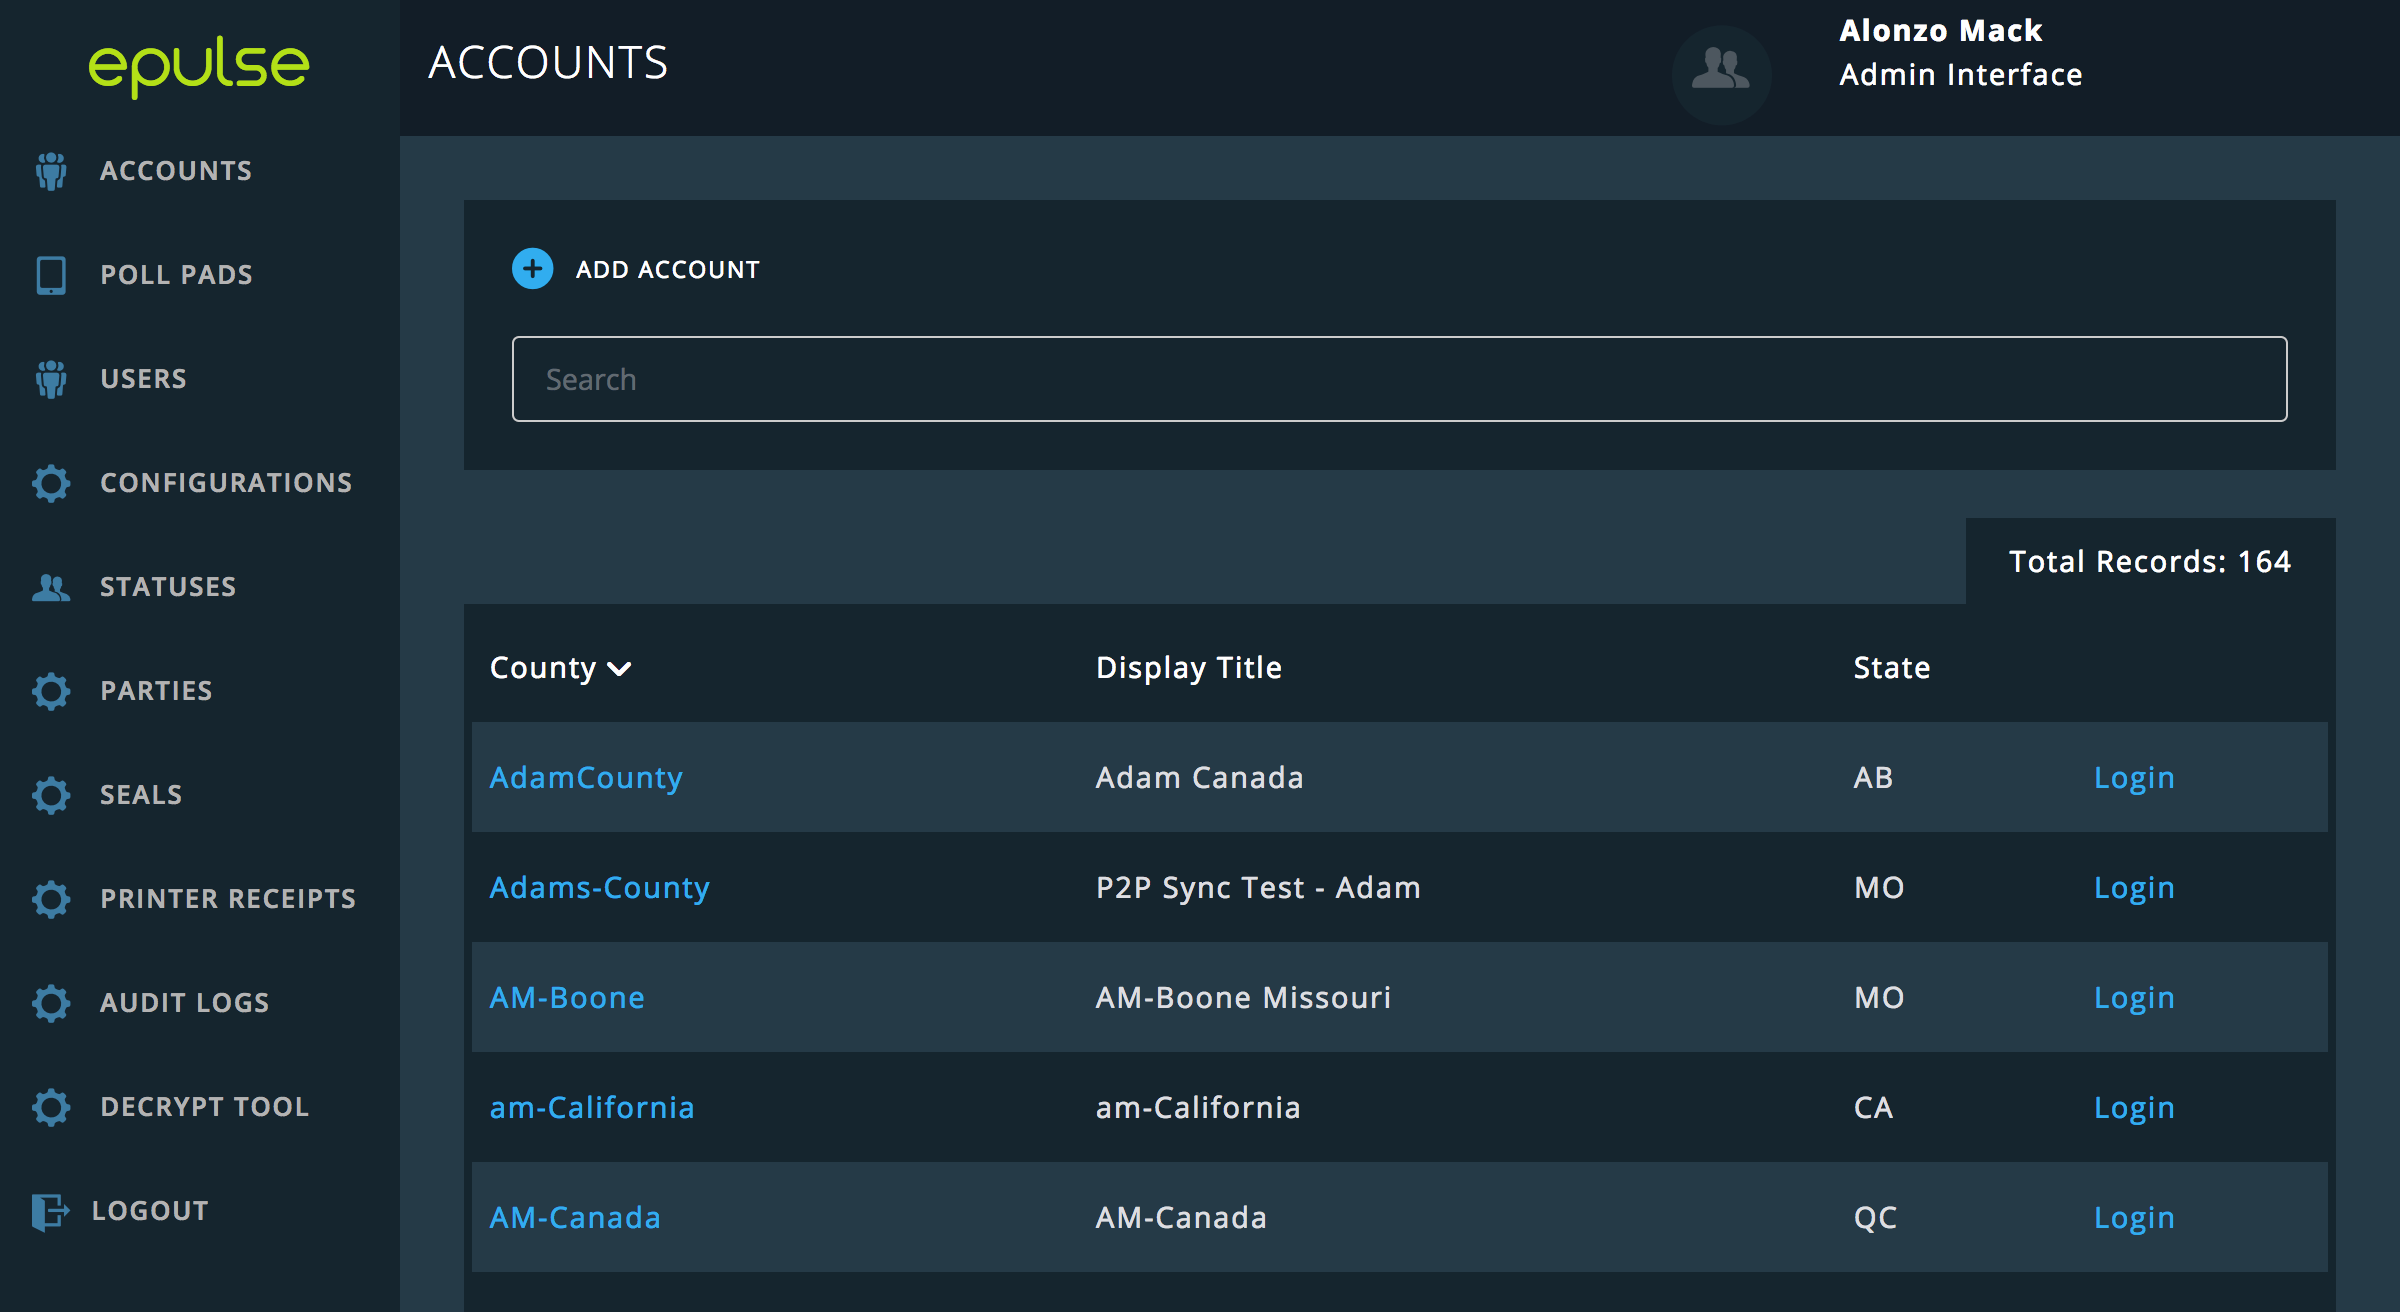 epulse
ACCOUNTS
POLL PADS
USERS
CONFIGURATIONS
STATUSES
PARTIES
SEALS
PRINTER RECEIPTS
AUDIT LOGS
DECRYPT TOOL
LOGOUT
ACCOUNTS
Alonzo Mack
Admin Interface
ADD ACCOUNT
Search
Total Records: 164
County Display Title State
AdamCounty Adam Canada AB Login
Adams-County P2P Sync Test - Adam MO Login
AM-Boone AM-Boone Missouri MO Login
am-California am-California CA Login
AM-Canada AM-Canada QC Login